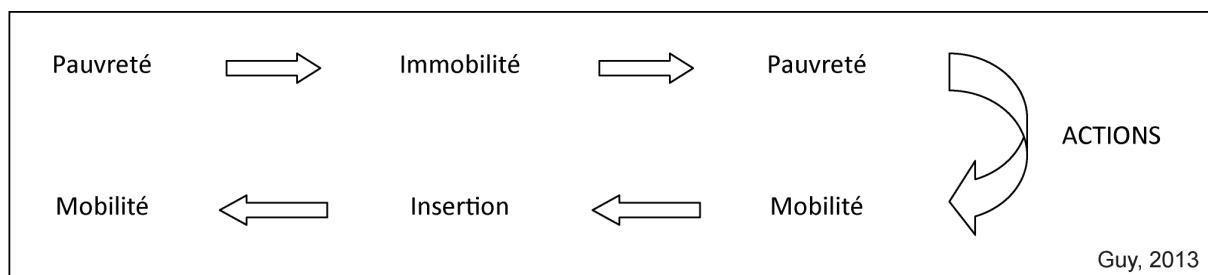 Pauvreté Immobilité Pauvreté
ACTIONS
Mobilité Insertion Mobilité
Guy, 2013